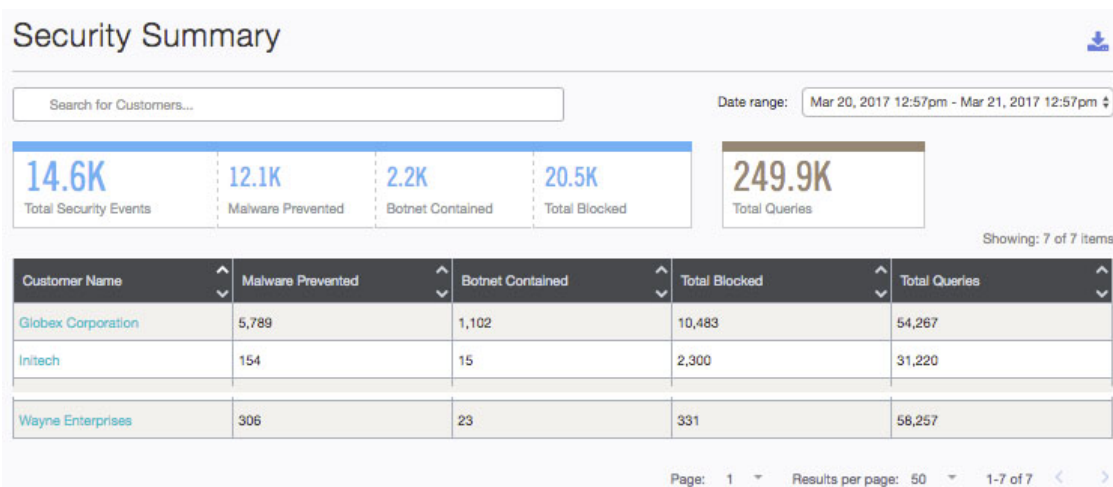 Security Summary
Search for Customers...
Date range: Mar 20, 2017 12:57pm - Mar 21, 2017 12:57pm
14.6K 12.1K 2.2K 20.5K 249.9K
Total Security Events Malware Prevented Botnet Contained Total Blocked Total Queries
Showing: 7 of 7 items
Customer Name Malware Prevented Botnet Contained Total Blocked Total Queries
Globex Corporation 5,789 1,102 10,483 54,267
Initech 154 15 2,300 31,220
Wayne Enterprises 306 23 331 58,257
Page: 1 Results per page: 50 1-7 of 7